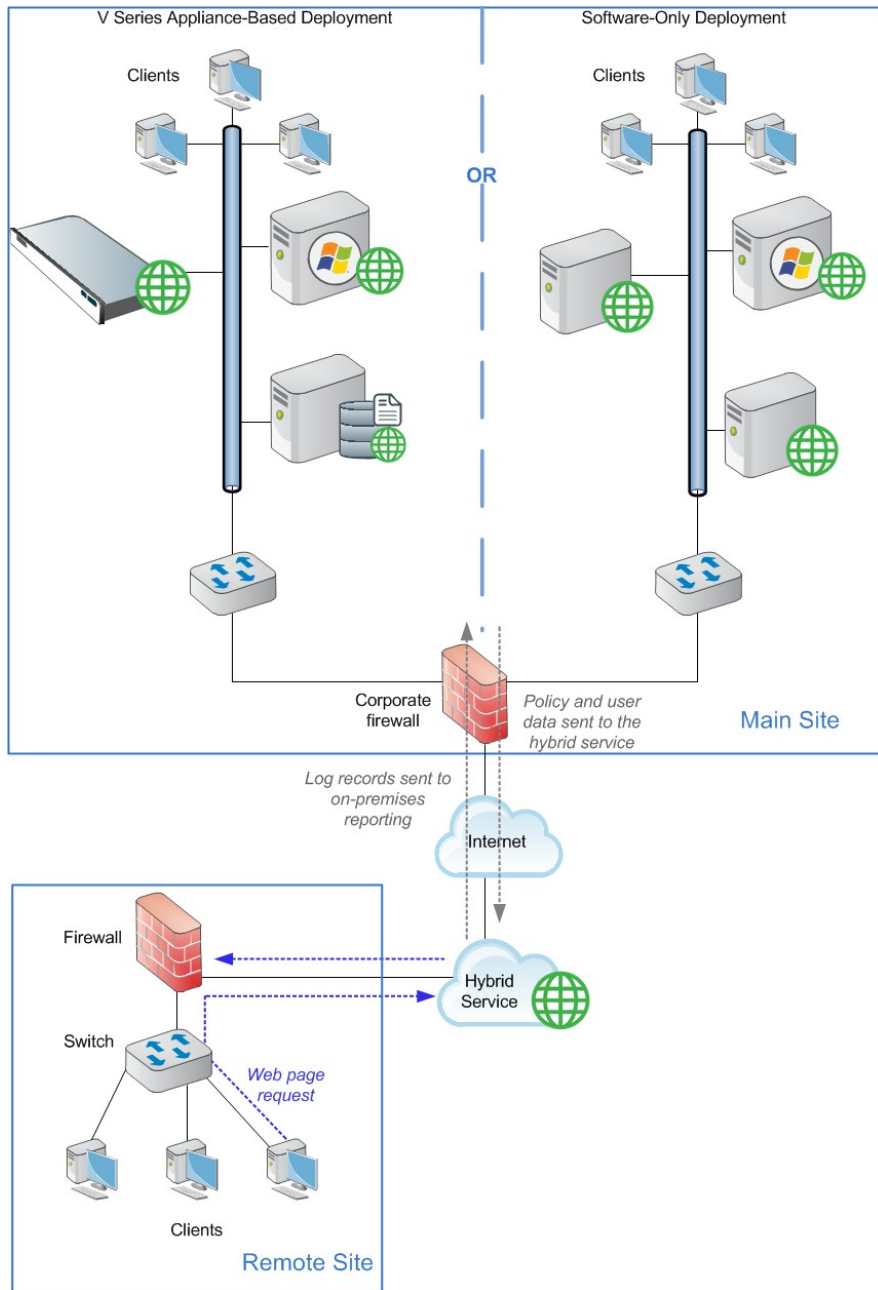 V Series Appliance-Based Deployment
Software-Only Deployment
Clients
Clients
OR
Corporate
firewall
Policy and user
data sent to the
hybrid service
Main Site
Log records sent to
on-premises
reporting
Internet
Firewall
Hybrid
Service
Switch
Web page
request
Clients
Remote Site